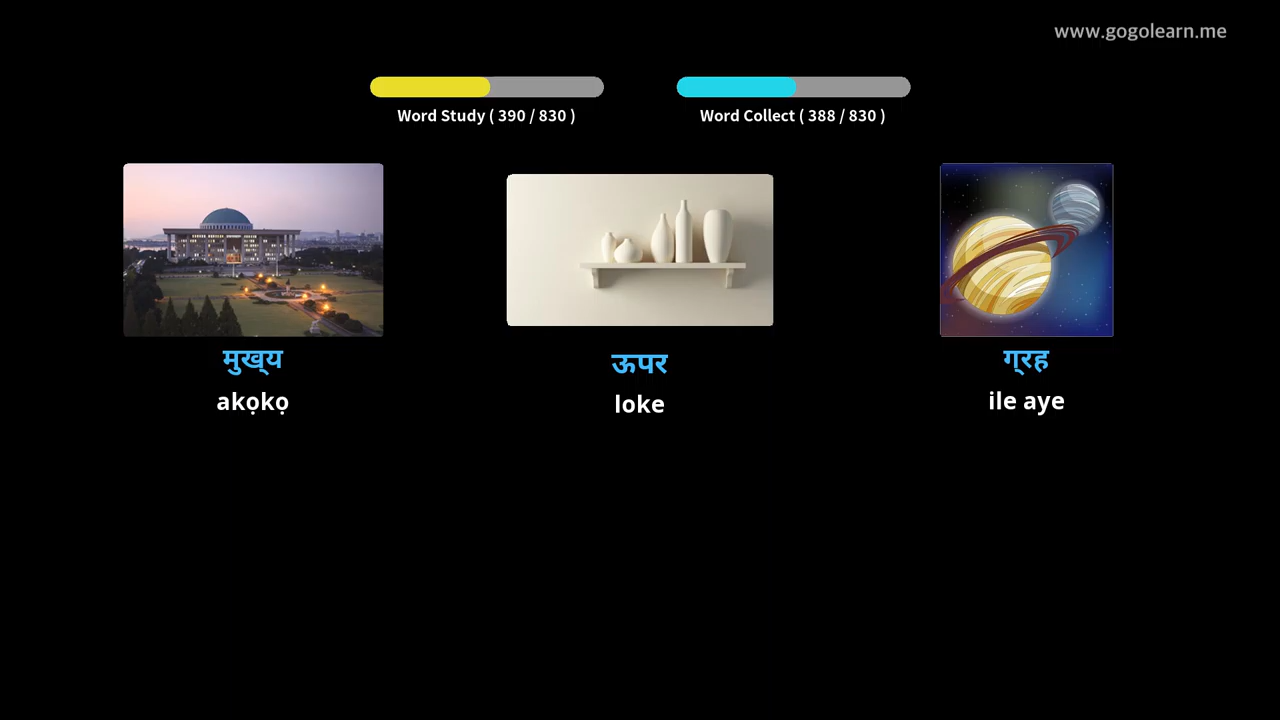 www.gogolearn.me
Word Study ( 390 / 830 )
Word Collect ( 388 / 830 )
मुख्य
ऊपर
ग्रह
akọkọ
loke
ile aye